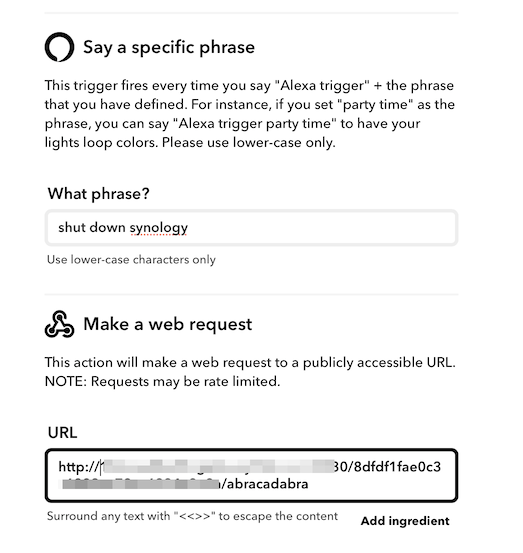 Say a specific phrase
This trigger fires every time you say "Alexa trigger" + the phrase
that you have defined. For instance, if you set "party time" as the
phrase, you can say "Alexa trigger party time" to have your
lights loop colors. Please use lower-case only.
What phrase?
shut down synology
Use lower-case characters only
Make a web request
This action will make a web request to a publicly accessible URL.
NOTE: Requests may be rate limited.
URL
http:// 30/8dfdf1fae0c3
/abracadabra
Surround any text with "<<>>" to escape the content
Add ingredient